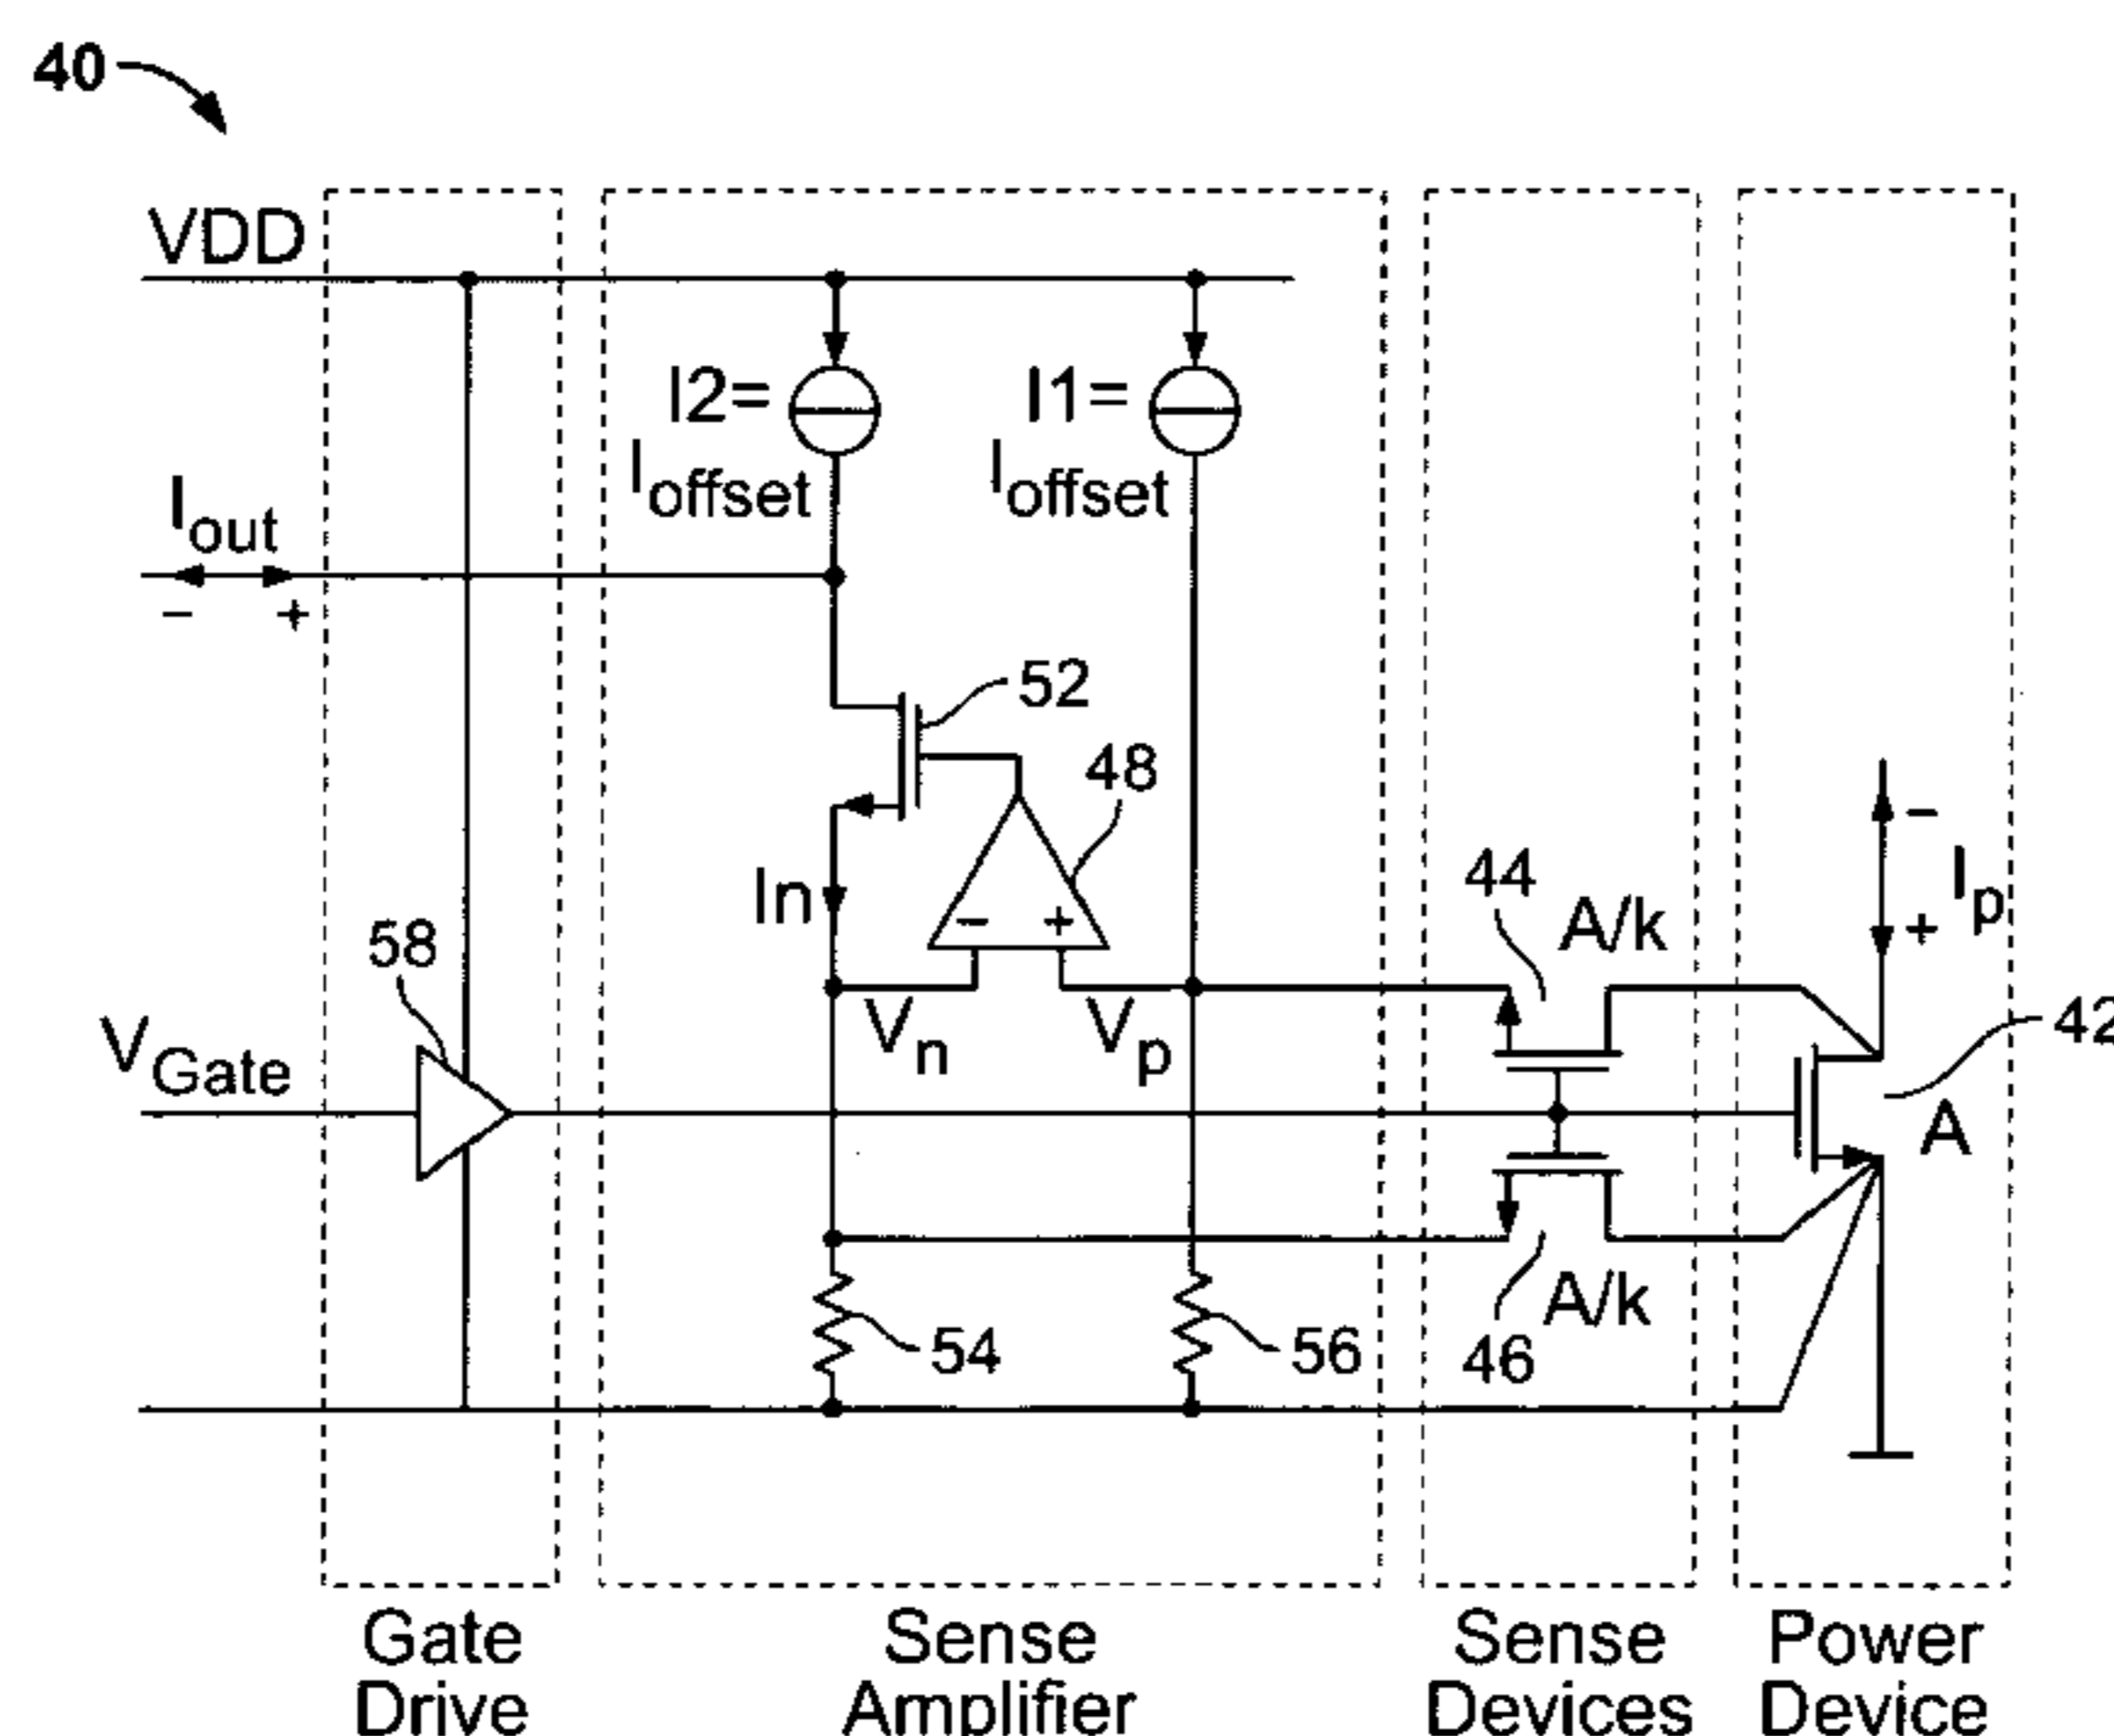 40
VDD
I2=
Ioffset
I1=
Ioffset
Iout
−
+
52
48
In
−
+
44
A/k
−
Ip
+
58
Vn
Vp
VGate
42
A
A/k
54
56
46
Gate
Drive
Sense
Amplifier
Sense
Devices
Power
Device